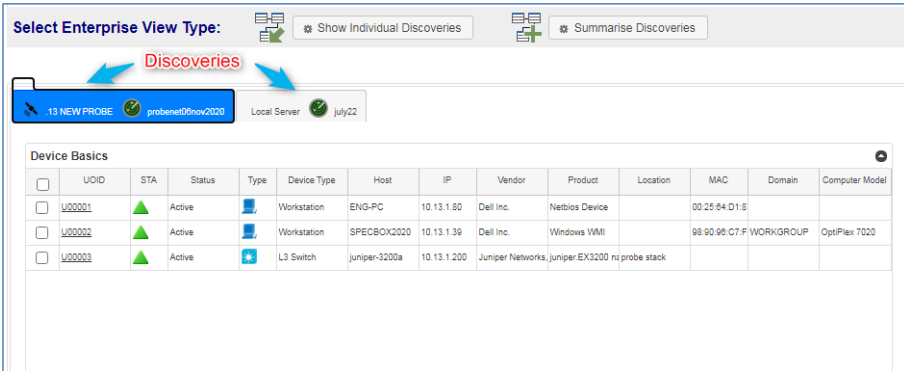 Select Enterprise View Type: Show Individual Discoveries Summarise Discoveries
Discoveries
.13 NEW PROBE probenet06nov2020 Local Server july22
Device Basics
UOID STA Status Type Device Type Host IP Vendor Product Location MAC Domain Computer Model
U00001 Active Workstation ENG-PC 10.13.1.80 Dell Inc. Netbios Device 00:25:64:D1:8
U00002 Active Workstation SPECBOX2020 10.13.1.39 Dell Inc. Windows WMI 98:90:96:C7:F WORKGROUP OptiPlex 7020
U00003 Active L3 Switch juniper-3200a 10.13.1.200 Juniper Networks, juniper.EX3200 na probe stack